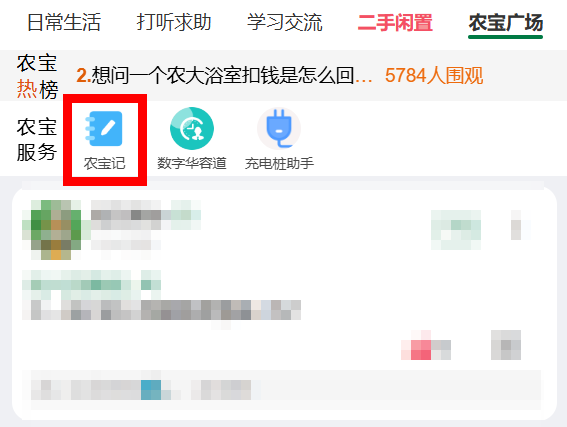 日常生活 打听求助 学习交流 二手闲置 农宝广场
农宝热榜 2.想问一个农大浴室扣钱是怎么回… 5784人围观
农宝服务 农宝记 数字华容道 充电桩助手